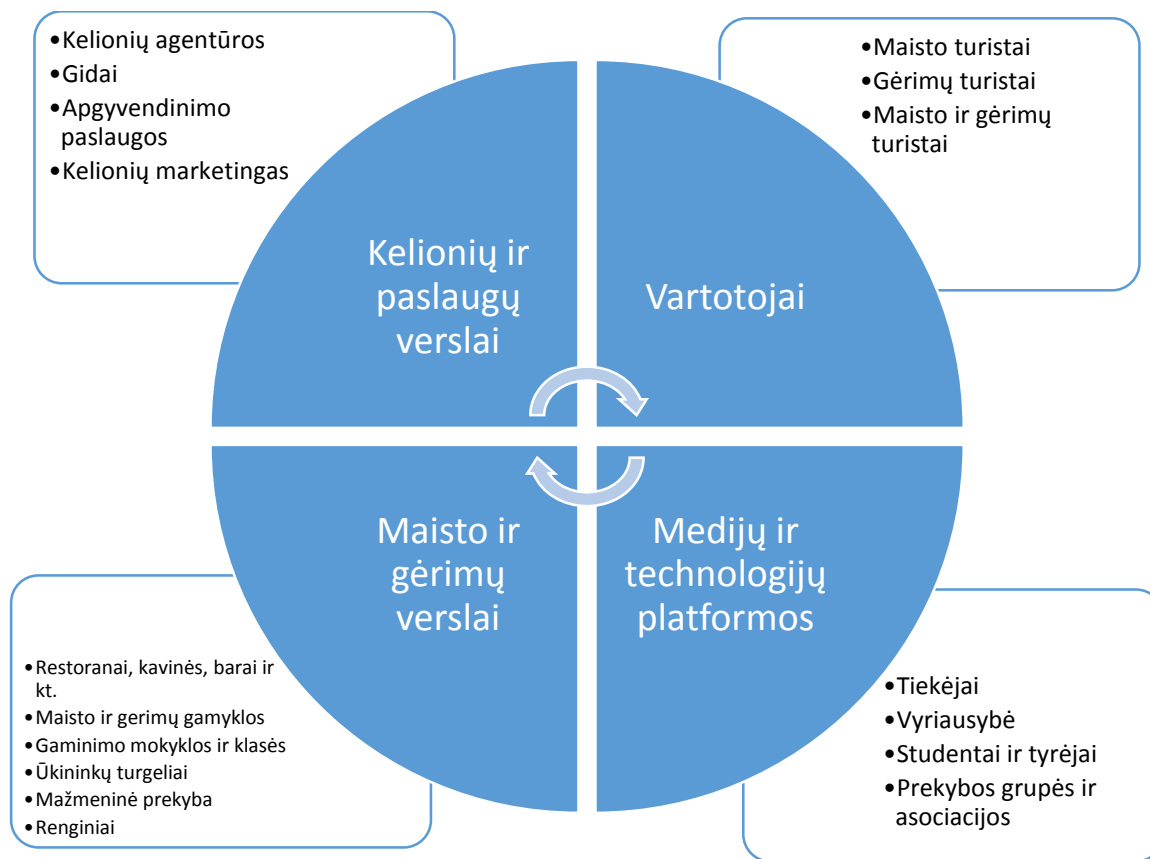 •Kelionių agentūros
•Gidai
•Apgyvendinimo
paslaugos
•Kelionių marketingas
•Maisto turistai
•Gėrimų turistai
•Maisto ir gėrimų
turistai
Kelionių ir
paslaugų
verslai
Vartotojai
Maisto ir
gėrimų
verslai
Medijų ir
technologijų
platformos
•Restoranai, kavinės, barai ir
kt.
•Maisto ir gerimų gamyklos
•Gaminimo mokyklos ir klasės
•Ūkininkų turgeliai
•Mažmeninė prekyba
•Renginiai
•Tiekėjai
•Vyriausybė
•Studentai ir tyrėjai
•Prekybos grupės ir
asociacijos